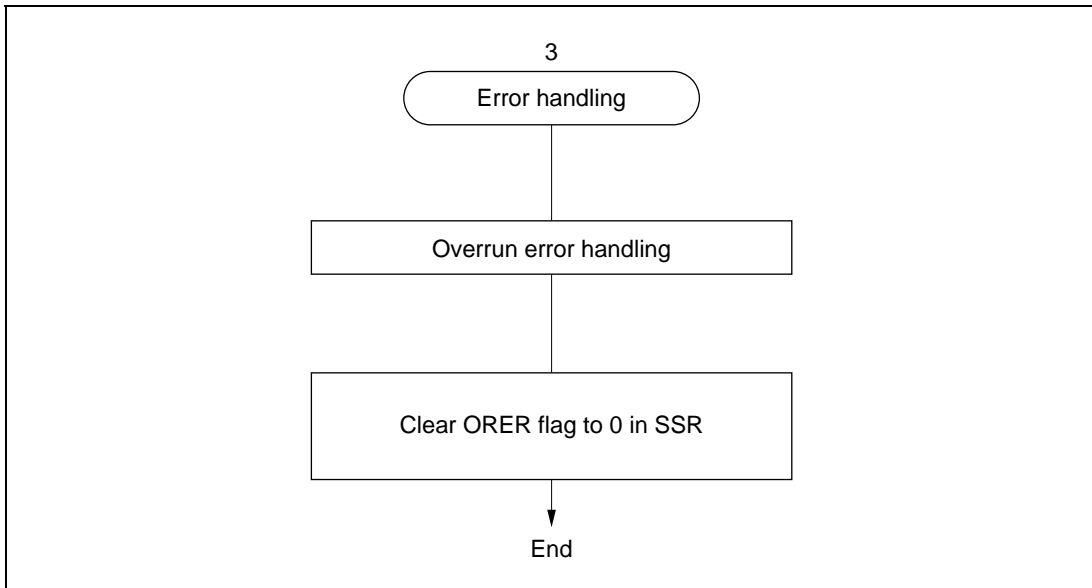 3
Error handling
Overrun error handling
Clear ORER flag to 0 in SSR
End